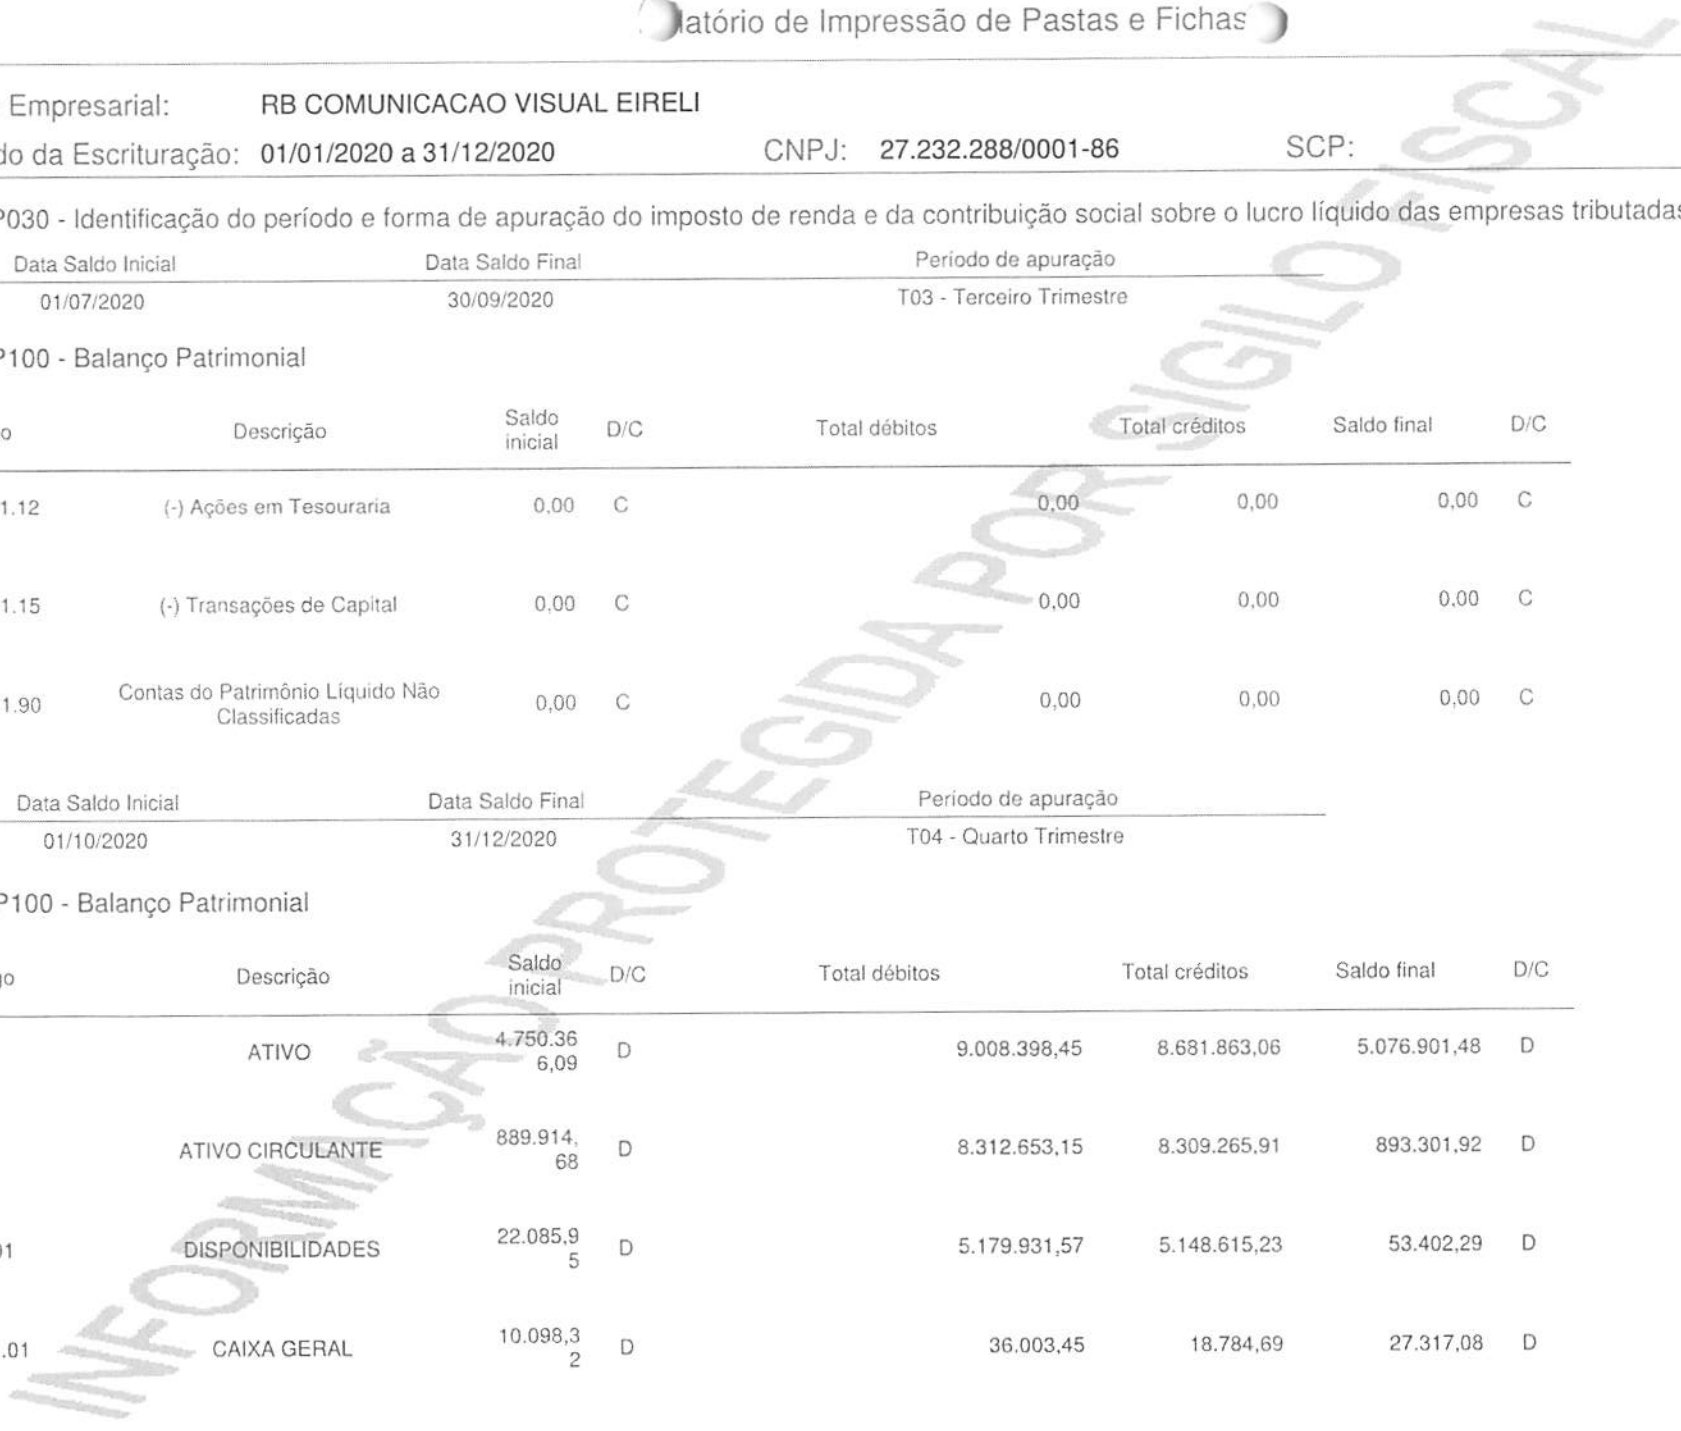 latório de Impressão de Pastas e Fichas
Empresarial: RB COMUNICACAO VISUAL EIRELI
do da Escrituração: 01/01/2020 a 31/12/2020 CNPJ: 27.232.288/0001-86 SCP:
P030 - Identificação do período e forma de apuração do imposto de renda e da contribuição social sobre o lucro líquido das empresas tributadas
Data Saldo Inicial Data Saldo Final Período de apuração
01/07/2020 30/09/2020 T03 - Terceiro Trimestre
P100 - Balanço Patrimonial
o Descrição Saldo inicial D/C Total débitos Total créditos Saldo final D/C
1.12 (-) Ações em Tesouraria 0,00 C 0,00 0,00 0,00 C
1.15 (-) Transações de Capital 0,00 C 0,00 0,00 0,00 C
1.90 Contas do Patrimônio Líquido Não Classificadas 0,00 C 0,00 0,00 0,00 C
Data Saldo Inicial Data Saldo Final Período de apuração
01/10/2020 31/12/2020 T04 - Quarto Trimestre
P100 - Balanço Patrimonial
go Descrição Saldo inicial D/C Total débitos Total créditos Saldo final D/C
ATIVO 4.750.366,09 D 9.008.398,45 8.681.863,06 5.076.901,48 D
ATIVO CIRCULANTE 889.914,68 D 8.312.653,15 8.309.265,91 893.301,92 D
01 DISPONIBILIDADES 22.085,95 D 5.179.931,57 5.148.615,23 53.402,29 D
.01 CAIXA GERAL 10.098,32 D 36.003,45 18.784,69 27.317,08 D
INFORMAÇÃO PROTEGIDA POR SIGILO FISCAL